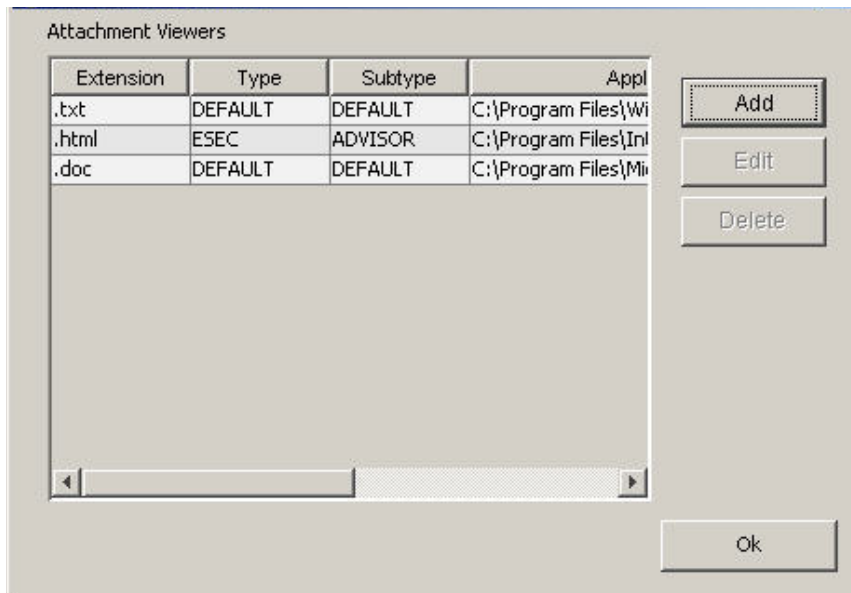 Attachment Viewers
Extension Type Subtype Appl
.txt DEFAULT DEFAULT C:\Program Files\Wi
.html ESEC ADVISOR C:\Program Files\Int
.doc DEFAULT DEFAULT C:\Program Files\Mi
Add
Edit
Delete
Ok